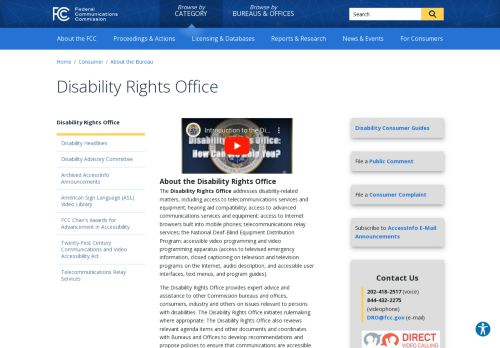 FCC
Federal
Communications
Commission
Browse by
CATEGORY
Browse by
BUREAUS & OFFICES
Search
About the FCC
Proceedings & Actions
Licensing & Databases
Reports & Research
News & Events
For Consumers
Home / Consumer / About the Bureau
Disability Rights Office
Disability Rights Office
Disability Headlines
Disability Advisory Committee
Archived AccessInfo
Announcements
American Sign Language (ASL)
Video Library
FCC Chair's Awards for
Advancement in Accessibility
Twenty-First Century
Communications and Video
Accessibility Act
Telecommunications Relay
Services
Introduction to the Di...
Disability Rights Office:
How Can We Help You?
About the Disability Rights Office
The Disability Rights Office addresses disability-related
matters, including access to telecommunications services and
equipment; hearing aid compatibility; access to advanced
communications services and equipment; access to Internet
browsers built into mobile phones; telecommunications relay
services; the National Deaf-Blind Equipment Distribution
Program; accessible video programming and video
programming apparatus (access to televised emergency
information, closed captioning on television and television
programs on the Internet, audio description, and accessible user
interfaces, text menus, and program guides).
The Disability Rights Office provides expert advice and
assistance to other Commission bureaus and offices,
consumers, industry and others on issues relevant to persons
with disabilities. The Disability Rights Office initiates rulemaking
where appropriate. The Disability Rights Office also reviews
relevant agenda items and other documents and coordinates
with Bureaus and Offices to develop recommendations and
propose policies to ensure that communications are accessible
Disability Consumer Guides
File a Public Comment
File a Consumer Complaint
Subscribe to AccessInfo E-Mail
Announcements
Contact Us
202-418-2517 (voice)
844-432-2275
(videophone)
DRO@fcc.gov (e-mail)
DIRECT
VIDEO CALLING